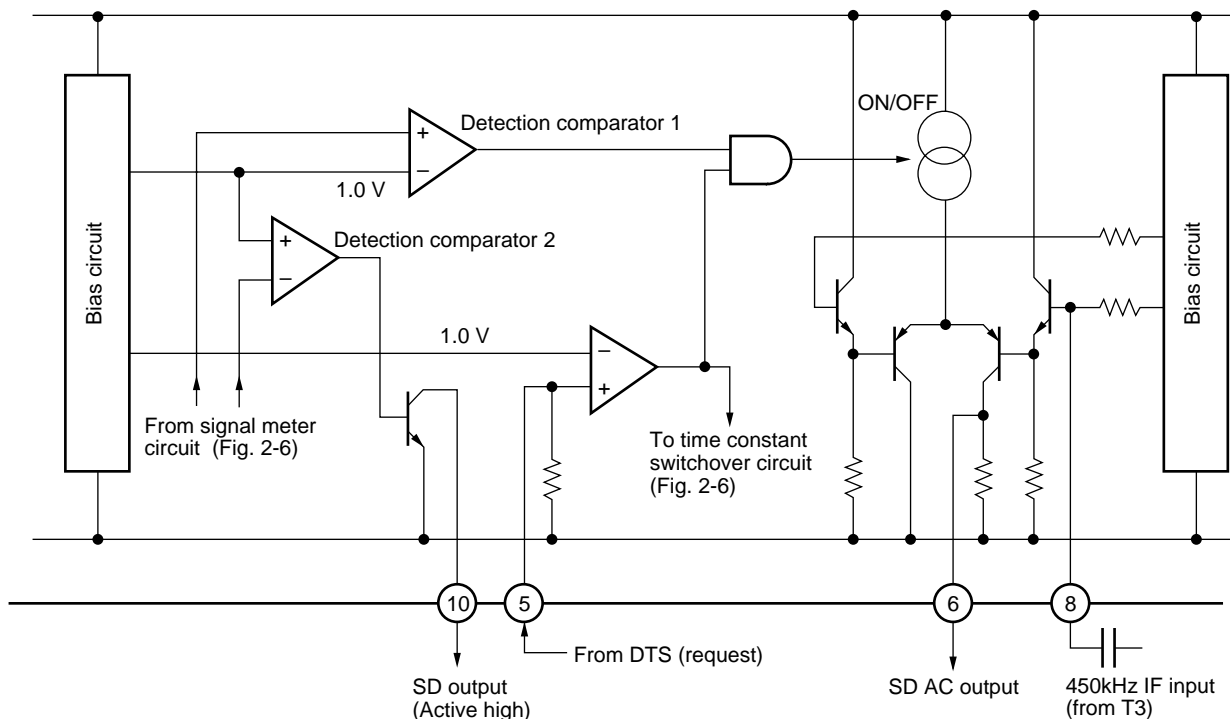 ON/OFF
Detection comparator 1
+
−
1.0 V
Detection comparator 2
+
−
Bias circuit
Bias circuit
1.0 V
−
+
From signal meter
circuit (Fig. 2-6)
To time constant
switchover circuit
(Fig. 2-6)
10
5
6
8
From DTS (request)
SD output
(Active high)
SD AC output
450kHz IF input
(from T3)